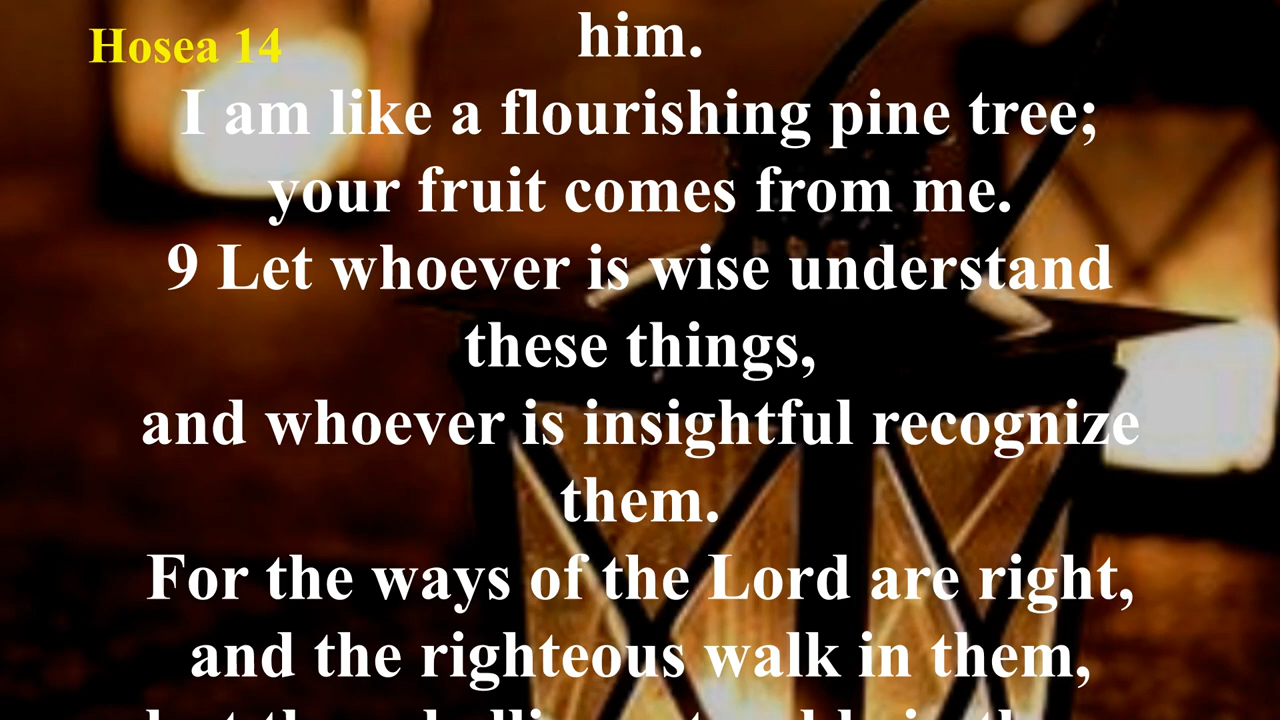 Hosea 14
him.
I am like a flourishing pine tree;
your fruit comes from me.
9 Let whoever is wise understand
these things,
and whoever is insightful recognize
them.
For the ways of the Lord are right,
and the righteous walk in them,